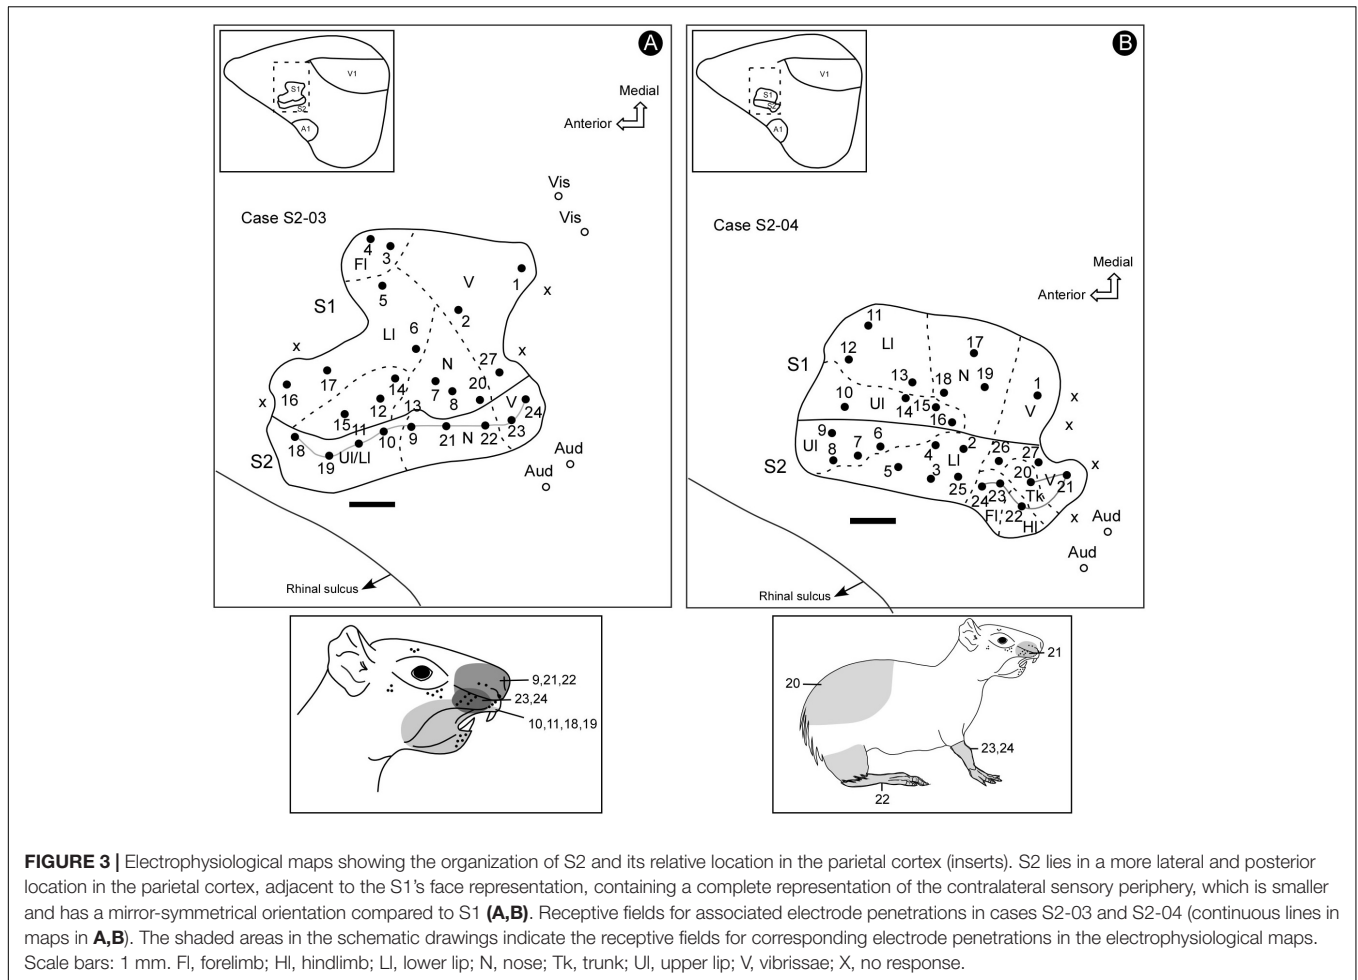 A
V1
S1
S2
A1
Medial
Anterior
Vis
Vis
Case S2-03
4
3
Fl
5
V
1
x
S1
2
Ll
6
x
N
27
x
17
16
14
7
8
20
x
12
13
V
24
15
11
10
9
21
N
22
23
18
19
Ul/Ll
S2
Aud
Aud
Rhinal sulcus
9,21,22
23,24
10,11,18,19
B
V1
S1
S2
A1
Case S2-04
Medial
Anterior
11
Ll
17
12
S1
13
18
N
19
1
x
10
Ul
14
15
16
V
x
9
Ul
8
7
6
4
2
26
27
S2
5
3
Ll
25
20
V
21
x
24
23
Tk
Fl
22
Hl
x
Aud
Aud
Rhinal sulcus
21
20
23,24
22
FIGURE 3 | Electrophysiological maps showing the organization of S2 and its relative location in the parietal cortex (inserts). S2 lies in a more lateral and posterior
location in the parietal cortex, adjacent to the S1's face representation, containing a complete representation of the contralateral sensory periphery, which is smaller
and has a mirror-symmetrical orientation compared to S1 (A,B). Receptive fields for associated electrode penetrations in cases S2-03 and S2-04 (continuous lines in
maps in A,B). The shaded areas in the schematic drawings indicate the receptive fields for corresponding electrode penetrations in the electrophysiological maps.
Scale bars: 1 mm. Fl, forelimb; Hl, hindlimb; Ll, lower lip; N, nose; Tk, trunk; Ul, upper lip; V, vibrissae; X, no response.